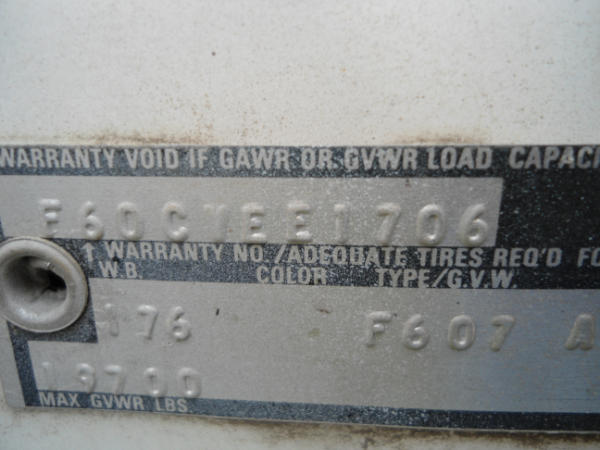 WARRANTY VOID IF GAWR OR GVWR LOAD CAPACI
F60CVEE1706
↑ WARRANTY NO./ADEQUATE TIRES REQ'D FO
W.B. COLOR TYPE/G.V.W.
176 F607 A
19700
MAX GVWR LBS